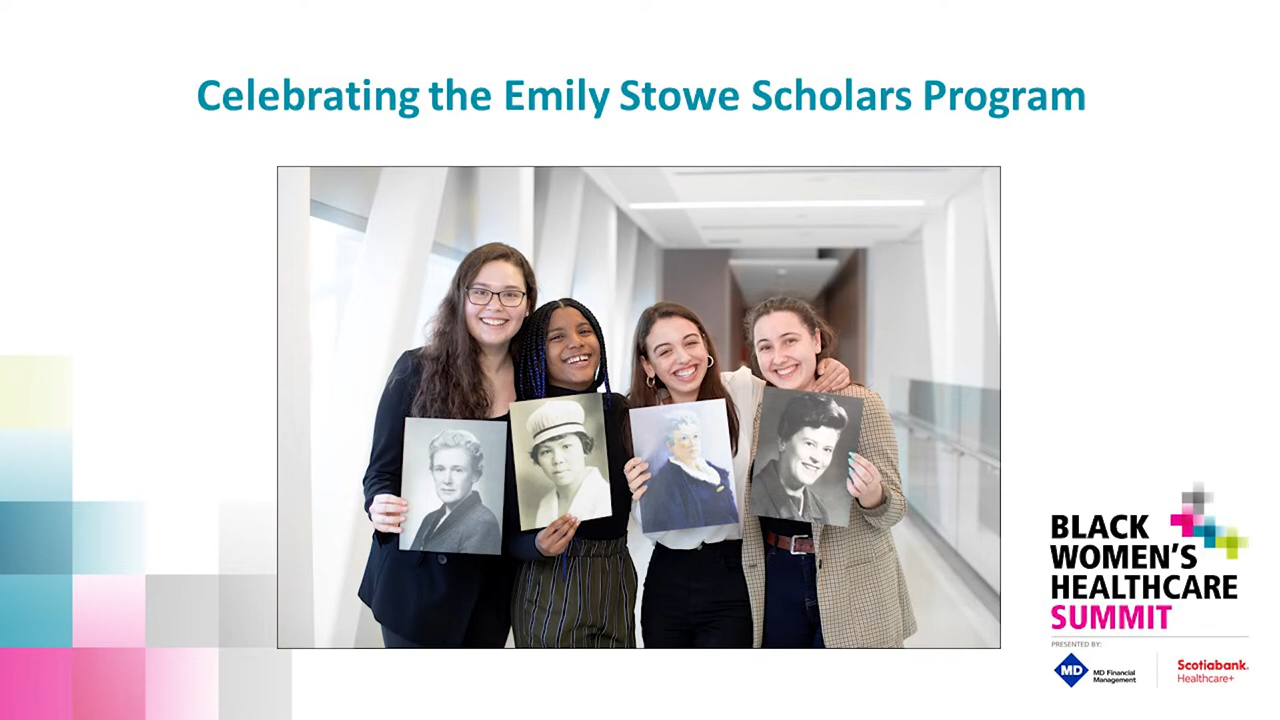 Celebrating the Emily Stowe Scholars Program
BLACK
WOMEN'S
HEALTHCARE
SUMMIT
PRESENTED BY:
MD
MD Financial
Management
Scotiabank®
Healthcare+